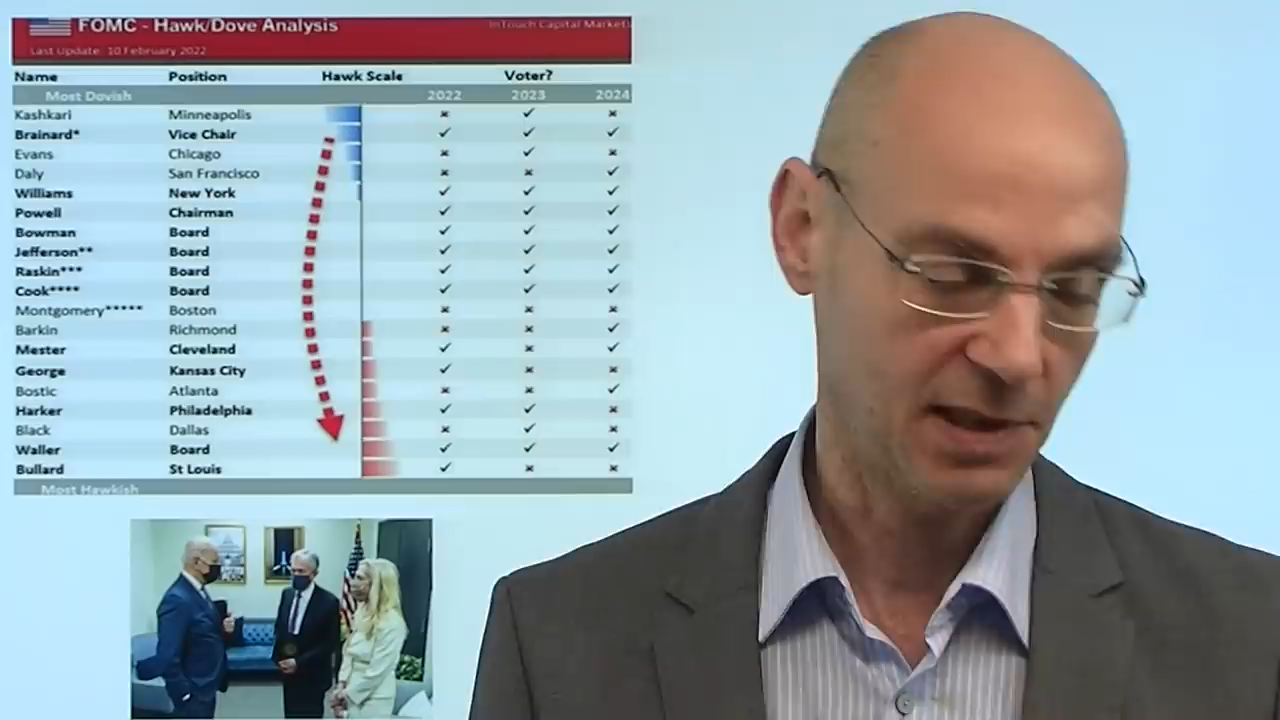 FOMC - Hawk/Dove Analysis InTouch Capital Markets
Last Update: 10 February 2022
Name Position Hawk Scale Voter?
Most Dovish 2022 2023 2024
Kashkari Minneapolis × ✓ ×
Brainard* Vice Chair ✓ ✓ ✓
Evans Chicago × ✓ ×
Daly San Francisco × × ✓
Williams New York ✓ ✓ ✓
Powell Chairman ✓ ✓ ✓
Bowman Board ✓ ✓ ✓
Jefferson** Board ✓ ✓ ✓
Raskin*** Board ✓ ✓ ✓
Cook**** Board ✓ ✓ ✓
Montgomery***** Boston × × ×
Barkin Richmond × × ✓
Mester Cleveland ✓ × ✓
George Kansas City ✓ × ×
Bostic Atlanta × × ✓
Harker Philadelphia ✓ ✓ ×
Black Dallas × ✓ ×
Waller Board ✓ ✓ ✓
Bullard St Louis ✓ × ×
Most Hawkish